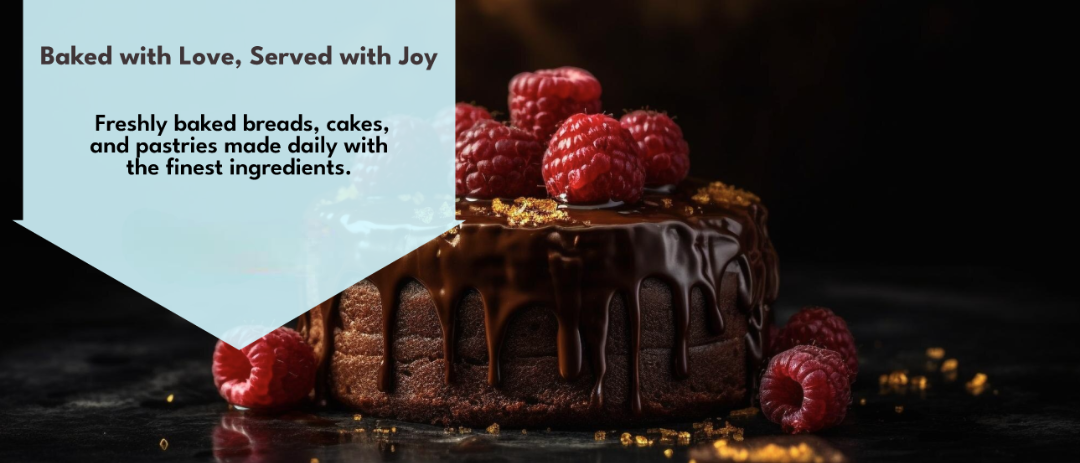 Baked with Love, Served with Joy
Freshly baked breads, cakes,
and pastries made daily with
the finest ingredients.